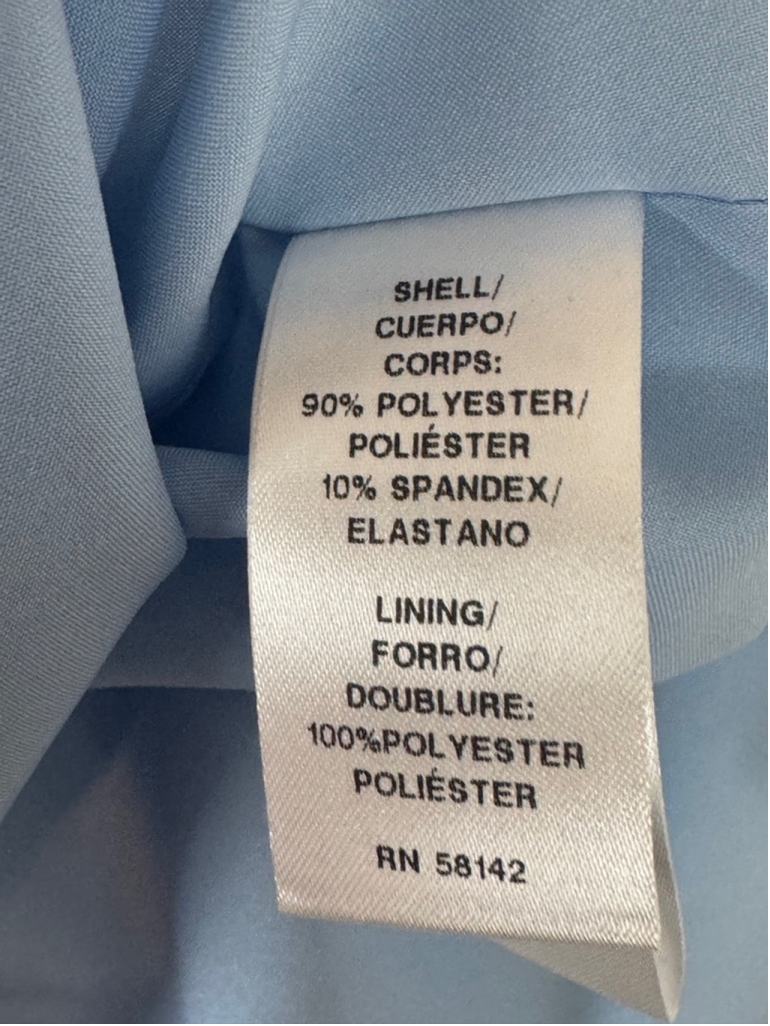 SHELL/
CUERPO/
CORPS:
90% POLYESTER/
POLIÉSTER
10% SPANDEX/
ELASTANO
LINING/
FORRO/
DOUBLURE:
100%POLYESTER
POLIÉSTER
RN 58142